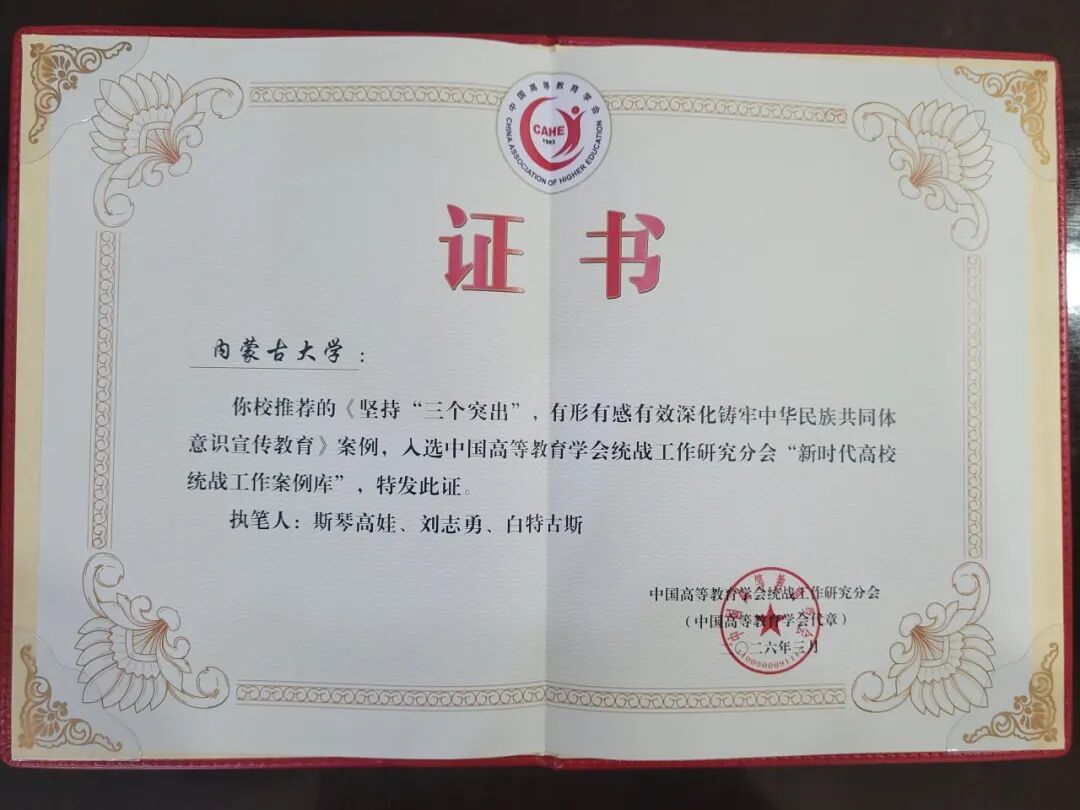 中国高等教育学会
CAHE
1983
CHINA ASSOCIATION OF HIGHER EDUCATION
证书
内蒙古大学：
你校推荐的《坚持“三个突出”，有形有感有效深化铸牢中华民族共同体
意识宣传教育》案例，入选中国高等教育学会统战工作研究分会“新时代高校
统战工作案例库”，特发此证。
执笔人：斯琴高娃、刘志勇、白特古斯
中国高等教育学会统战工作研究分会
（中国高等教育学会代章）
二六年三月